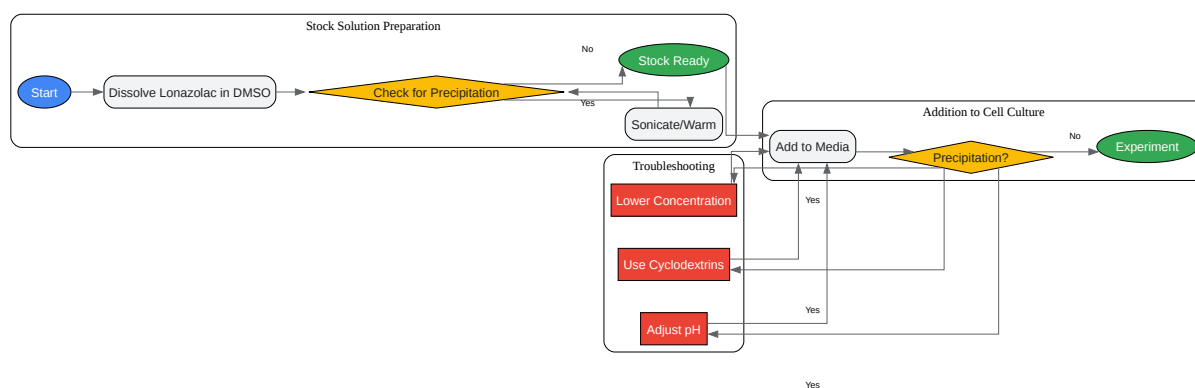 Stock Solution Preparation
Start
Dissolve Lonazolac in DMSO
Check for Precipitation
No
Stock Ready
Yes
Sonicate/Warm
Addition to Cell Culture
Add to Media
Precipitation?
No
Experiment
Troubleshooting
Lower Concentration
Yes
Use Cyclodextrins
Yes
Adjust pH
Yes